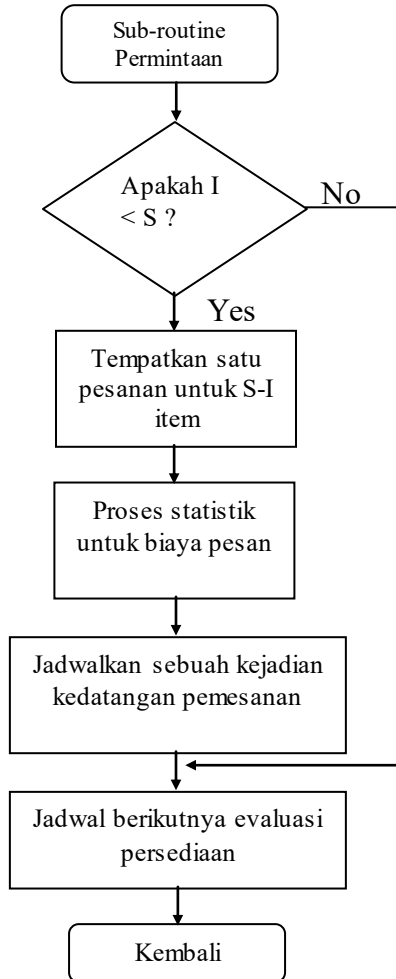 Sub-routine
Permintaan
Apakah I
< S ?
No
Yes
Tempatkan satu
pesanan untuk S-I
item
Proses statistik
untuk biaya pesan
Jadwalkan sebuah kejadian
kedatangan pemesanan
Jadwal berikutnya evaluasi
persediaan
Kembali